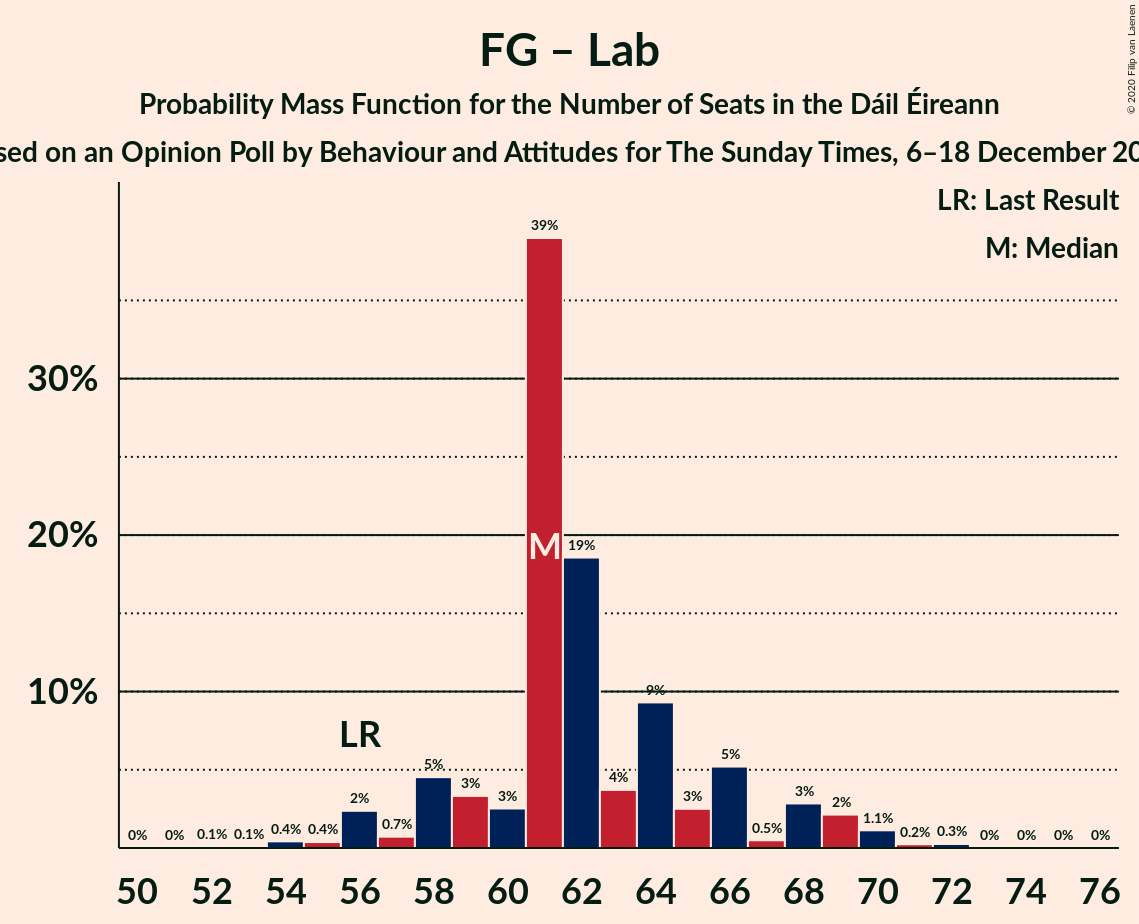 FG – Lab
Probability Mass Function for the Number of Seats in the Dáil Éireann
on an Opinion Poll by Behaviour and Attitudes for The Sunday Times, 6–18 December
© 2020 Filip van Laenen
LR: Last Result
M: Median
39%
30%
20%
M
19%
10%
9%
LR
5%
5%
4%
3%
3%
3%
3%
2%
2%
0% 0% 0.1% 0.1% 0.4% 0.4% 0.7% 0.5% 1.1% 0.2% 0.3% 0% 0% 0% 0%
50 52 54 56 58 60 62 64 66 68 70 72 74 76